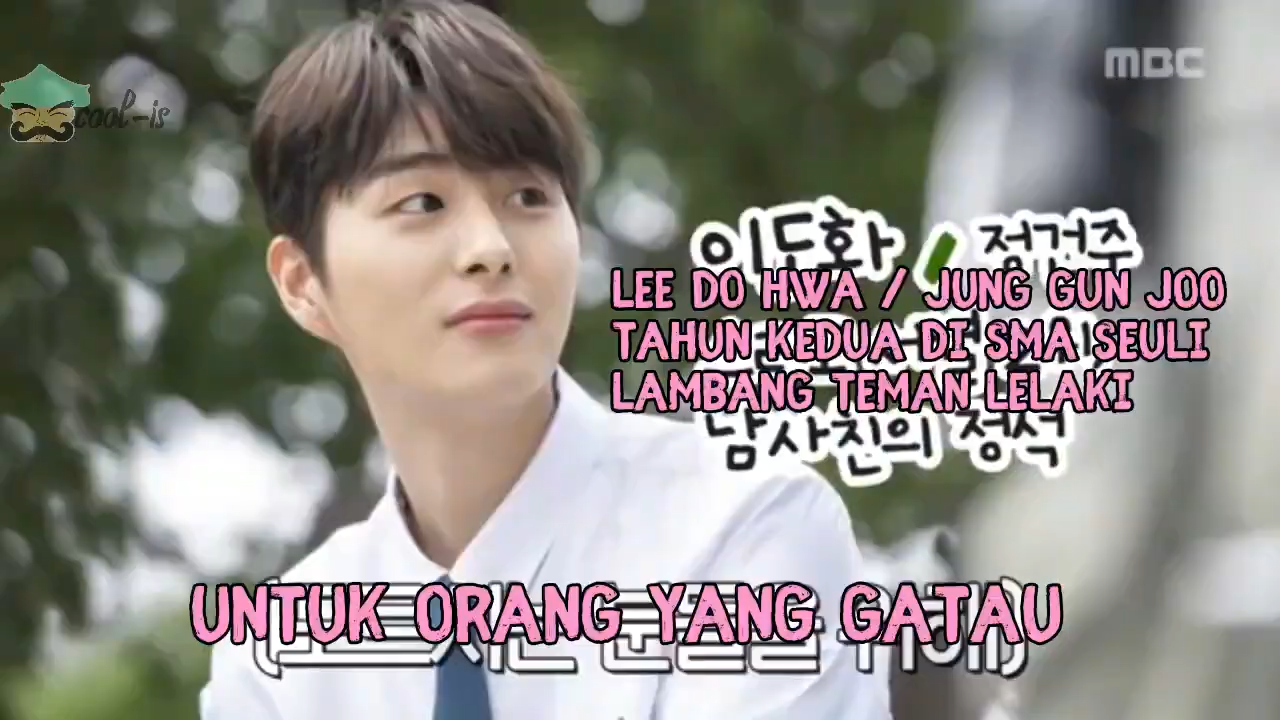 MBC
cool-is
이도화 / 정건주
LEE DO HWA / JUNG GUN JOO
TAHUN KEDUA DI SMA SEULI
LAMBANG TEMAN LELAKI
남사친의 정석
UNTUK ORANG YANG GATAU